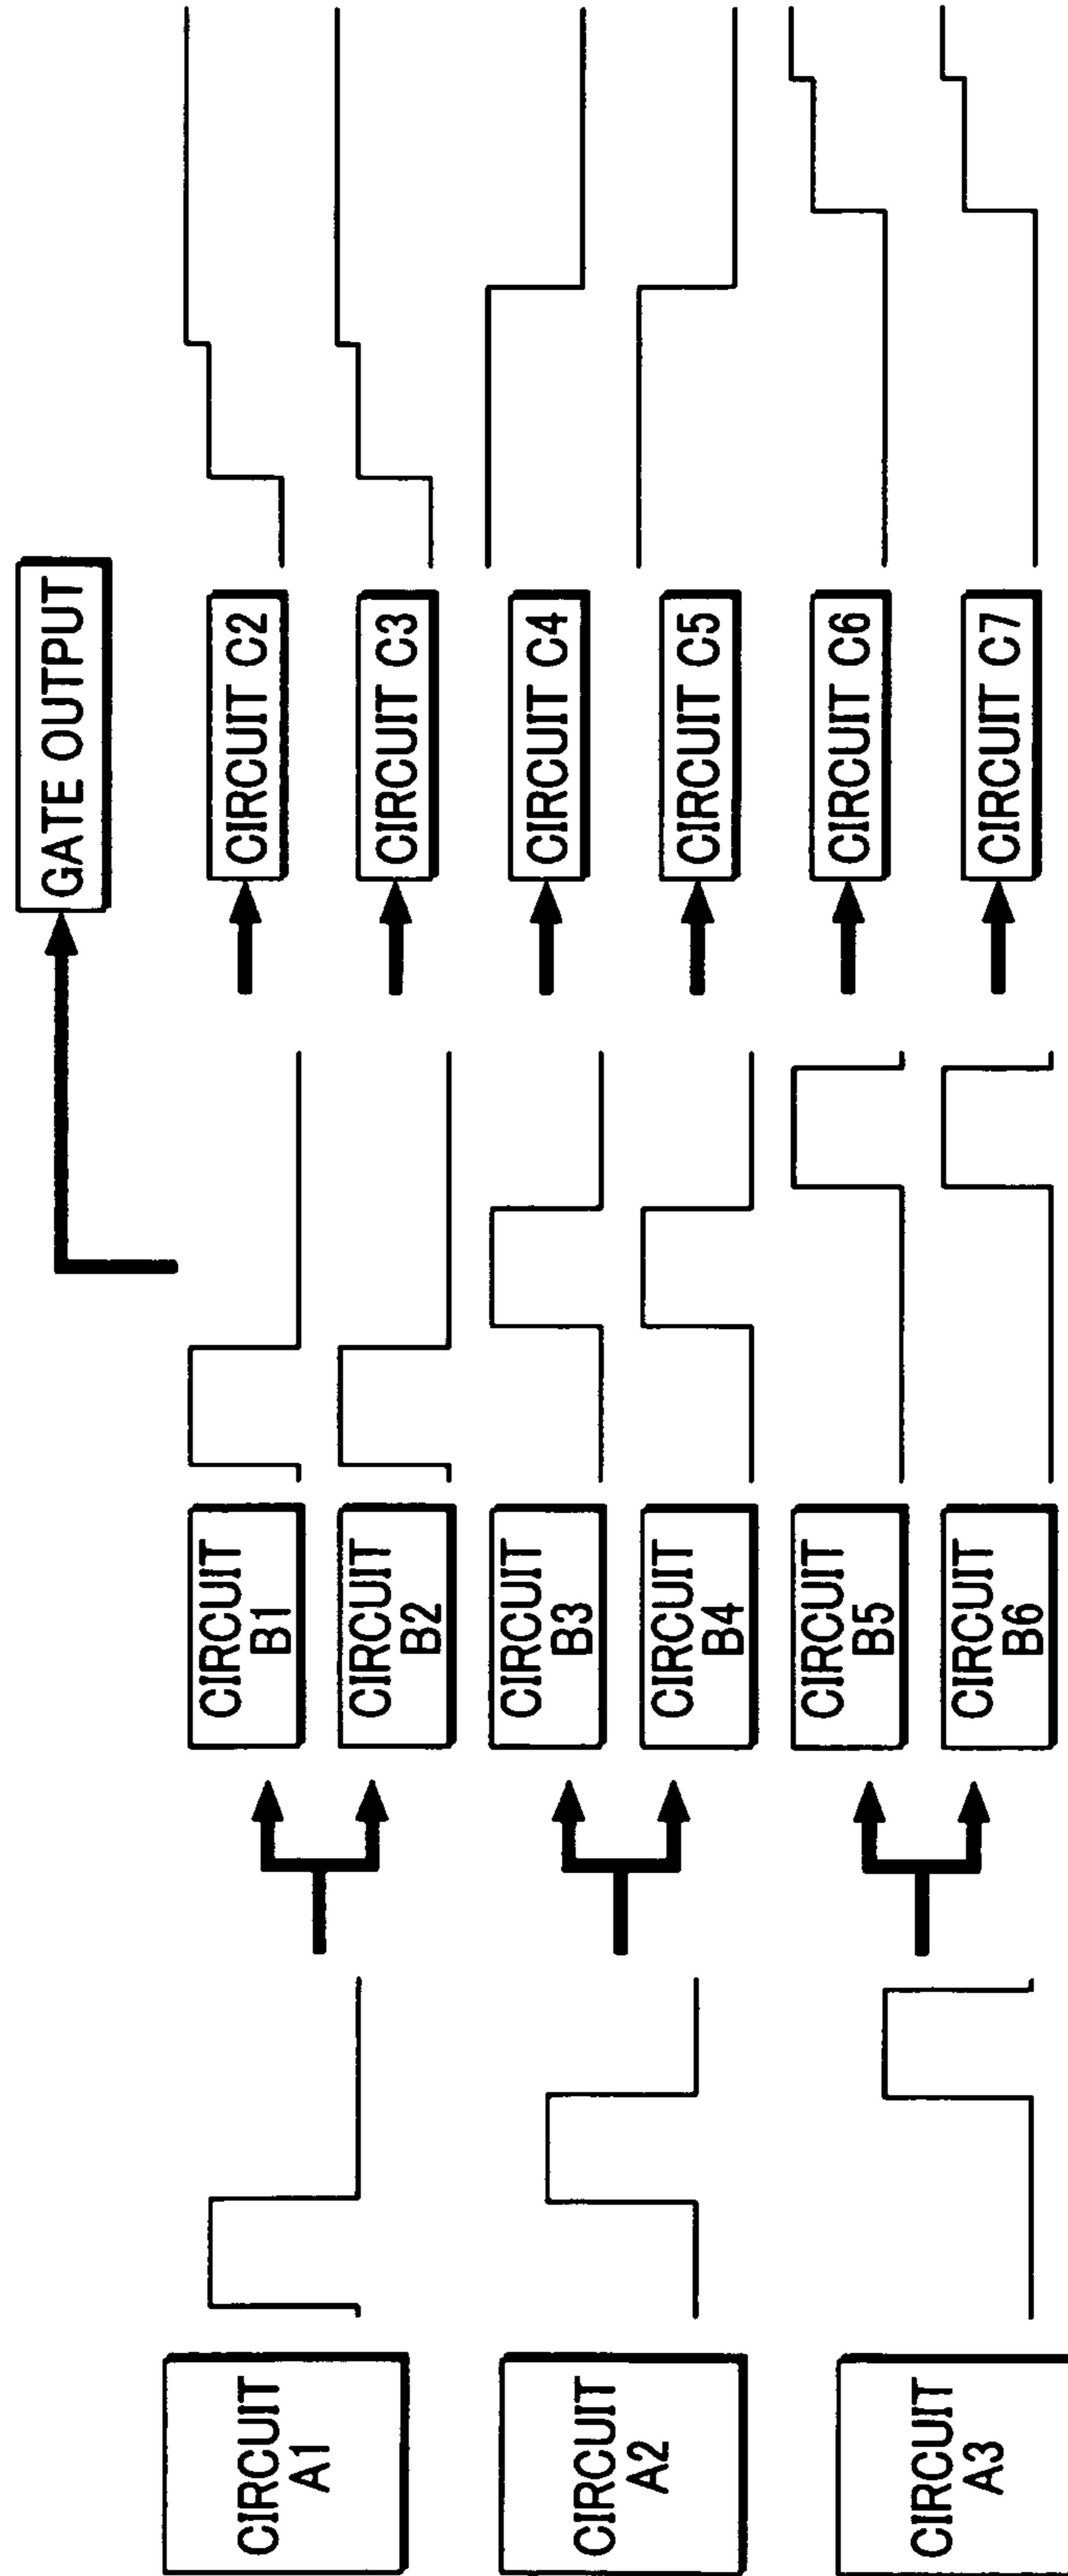 GATE OUTPUT
CIRCUIT
A1
CIRCUIT
A2
CIRCUIT
A3
CIRCUIT
B1
CIRCUIT
B2
CIRCUIT
B3
CIRCUIT
B4
CIRCUIT
B5
CIRCUIT
B6
CIRCUIT C2
CIRCUIT C3
CIRCUIT C4
CIRCUIT C5
CIRCUIT C6
CIRCUIT C7